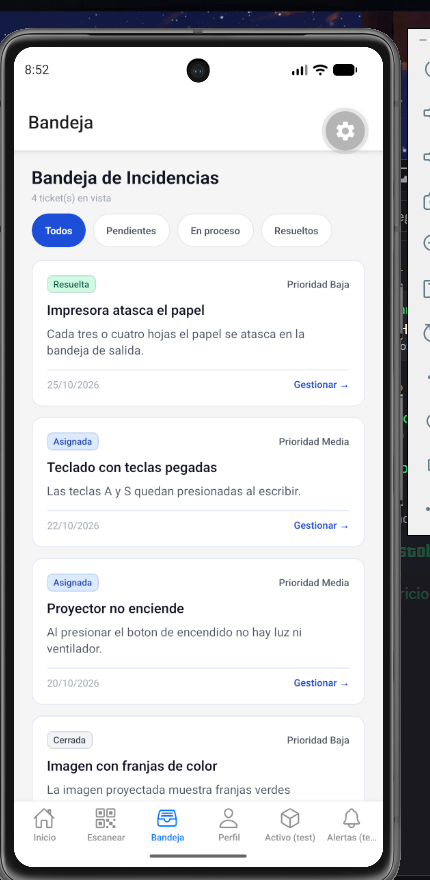 8:52
Bandeja
Bandeja de Incidencias
4 ticket(s) en vista
Todos
Pendientes
En proceso
Resueltos
Resuelta
Prioridad Baja
Impresora atasca el papel
Cada tres o cuatro hojas el papel se atasca en la
bandeja de salida.
25/10/2026
Gestionar →
Asignada
Prioridad Media
Teclado con teclas pegadas
Las teclas A y S quedan presionadas al escribir.
22/10/2026
Gestionar →
Asignada
Prioridad Media
Proyector no enciende
Al presionar el boton de encendido no hay luz ni
ventilador.
20/10/2026
Gestionar →
Cerrada
Prioridad Baja
Imagen con franjas de color
La imagen proyectada muestra franjas verdes
Inicio
Escanear
Bandeja
Perfil
Activo (test)
Alertas (te...